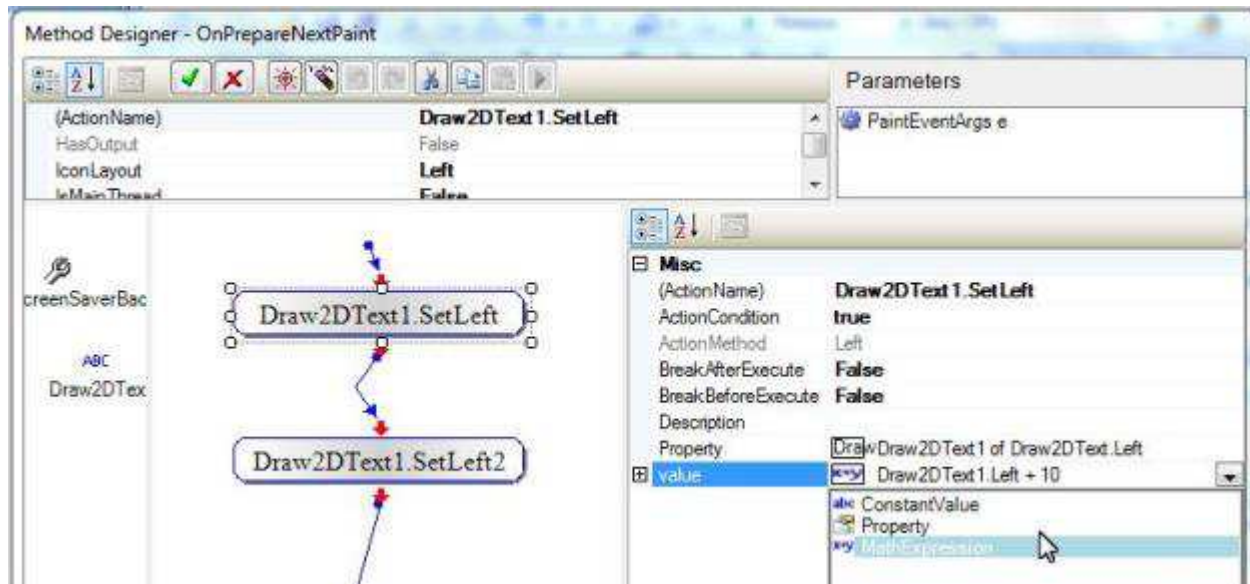 Method Designer - OnPrepareNextPaint
Parameters
(ActionName) Draw2DText1.SetLeft
HasOutput False
IconLayout Left
IsMainThread False
PaintEventArgs e
creenSaverBac
ABC
Draw2DTex
Draw2DText1.SetLeft
Draw2DText1.SetLeft2
Misc
(ActionName) Draw2DText1.SetLeft
ActionCondition true
ActionMethod Left
BreakAfterExecute False
BreakBeforeExecute False
Description
Property DrawDraw2DText1 of Draw2DText.Left
value x+y Draw2DText1.Left + 10
abc ConstantValue
Property
x+y MathExpression